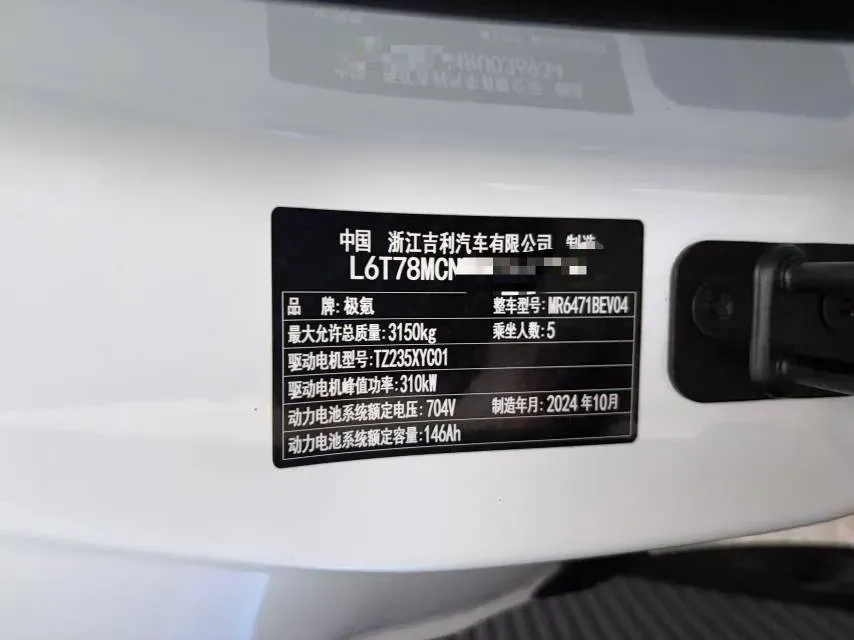 中国 浙江吉利汽车有限公司 制造
L6T78MCN
品 牌:极氪 整车型号:MR6471BEV04
最大允许总质量:3150kg 乘坐人数:5
驱动电机型号:TZ235XYC01
驱动电机峰值功率:310kW
动力电池系统额定电压:704V 制造年月:2024年10月
动力电池系统额定容量:146Ah